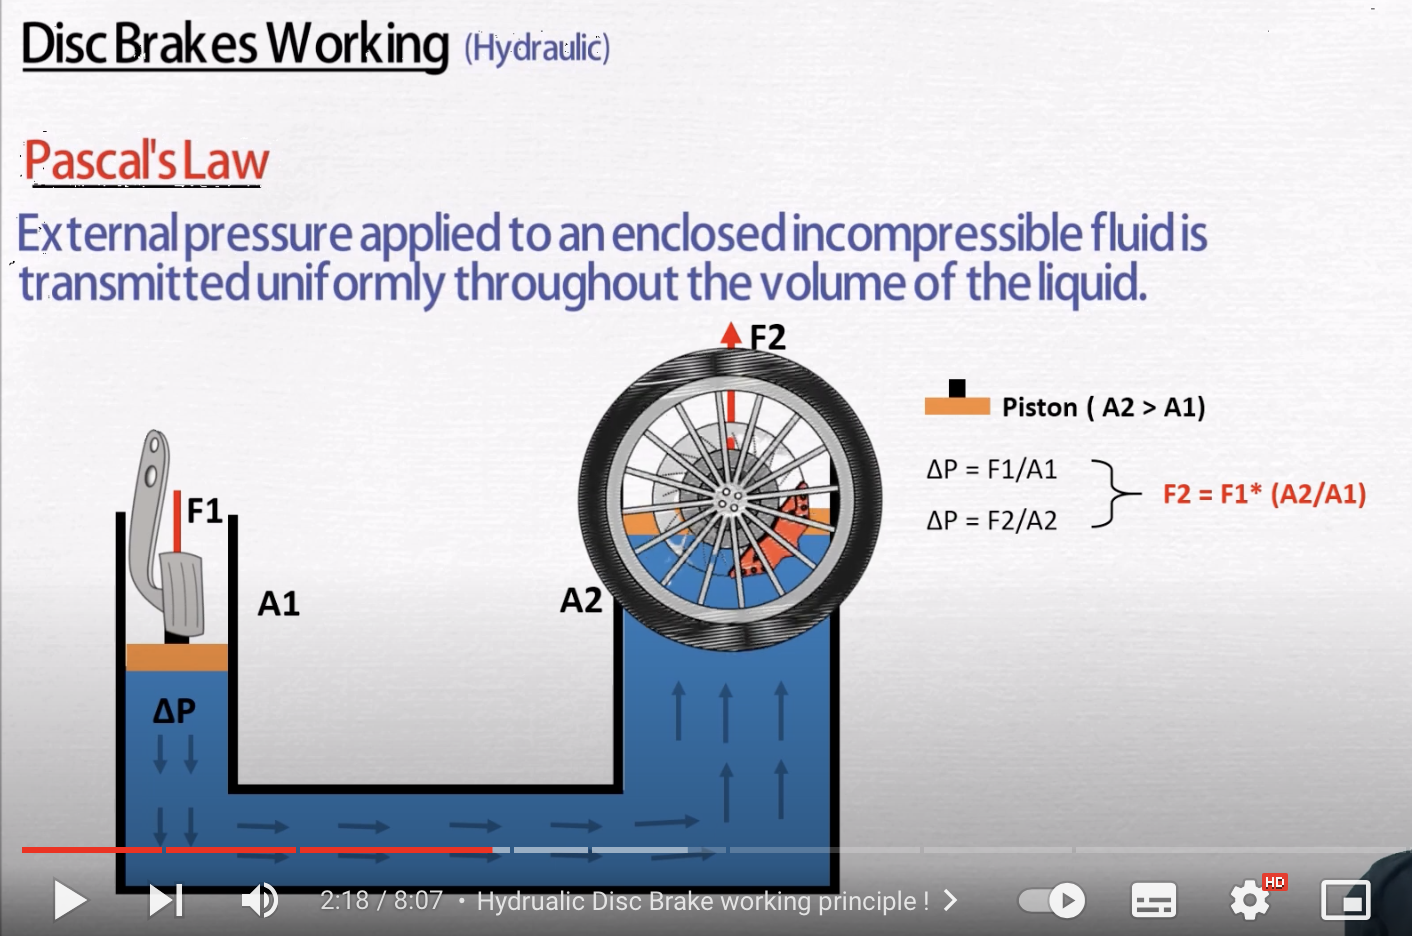 Disc Brakes Working (Hydraulic)
Pascal's Law
External pressure applied to an enclosed incompressible fluid is
transmitted uniformly throughout the volume of the liquid.
F2
Piston ( A2 > A1)
ΔP = F1/A1
F2 = F1* (A2/A1)
ΔP = F2/A2
F1
A1
A2
ΔP
2:18 / 8:07 • Hydrualic Disc Brake working principle !
HD